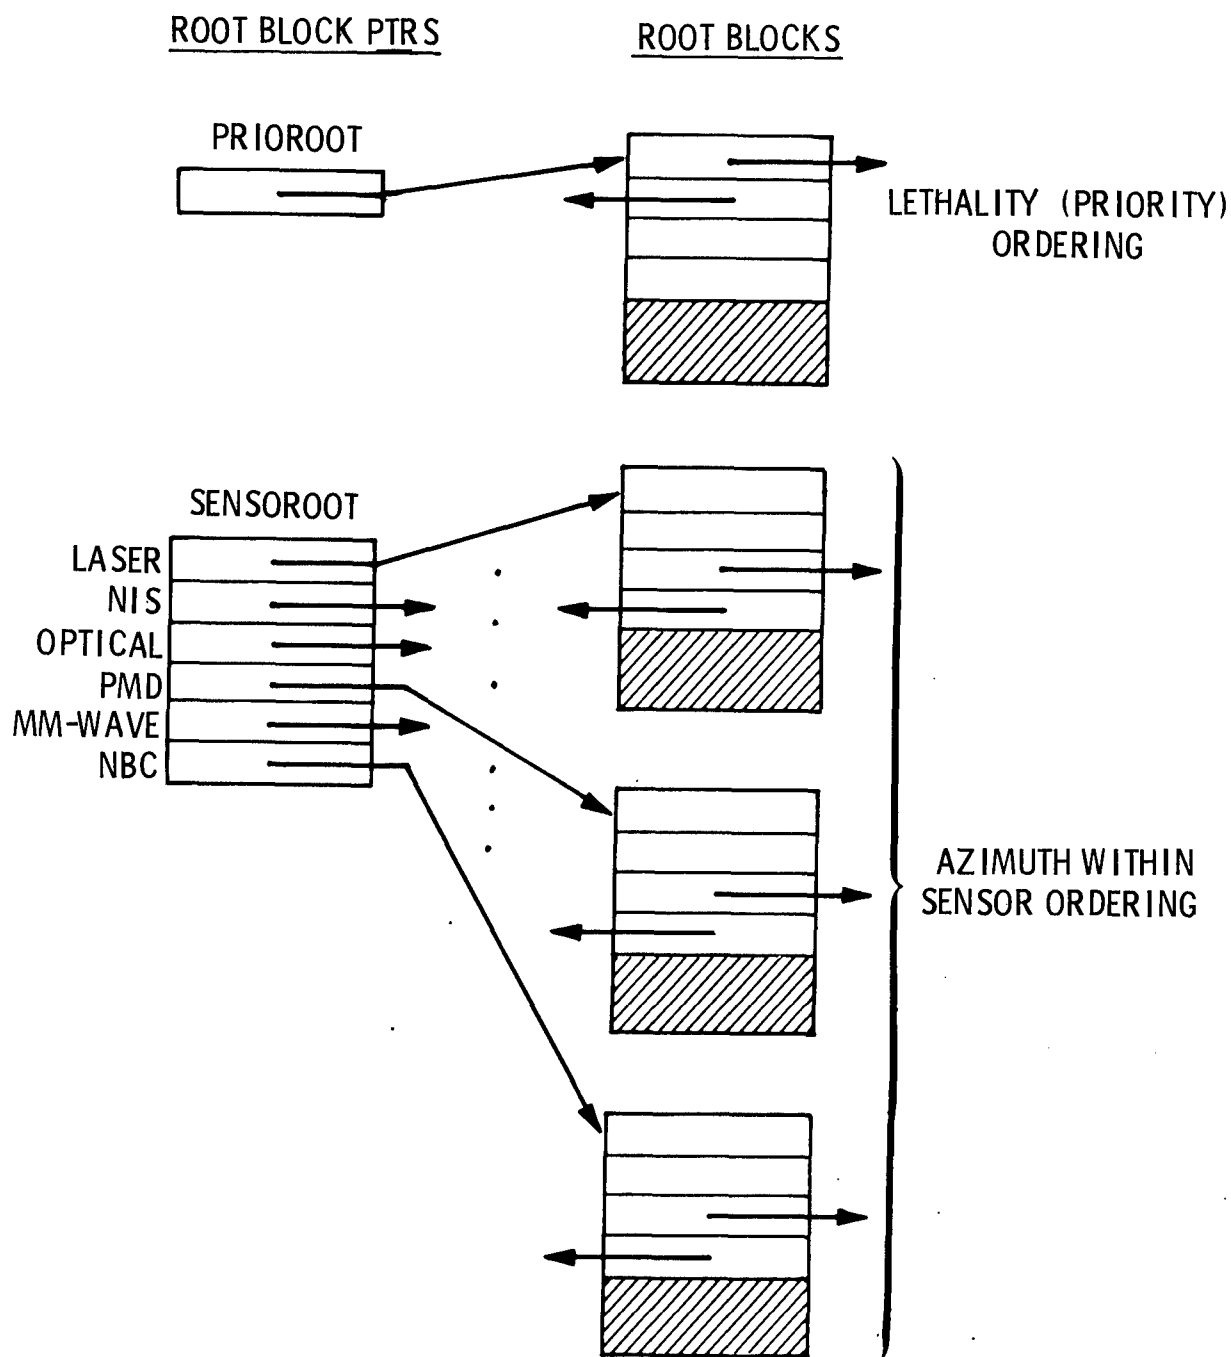 ROOT BLOCK PTRS
ROOT BLOCKS
PRIOROOT
LETHALITY (PRIORITY)
ORDERING
SENSOROOT
LASER
NIS
OPTICAL
PMD
MM-WAVE
NBC
AZIMUTH WITHIN
SENSOR ORDERING